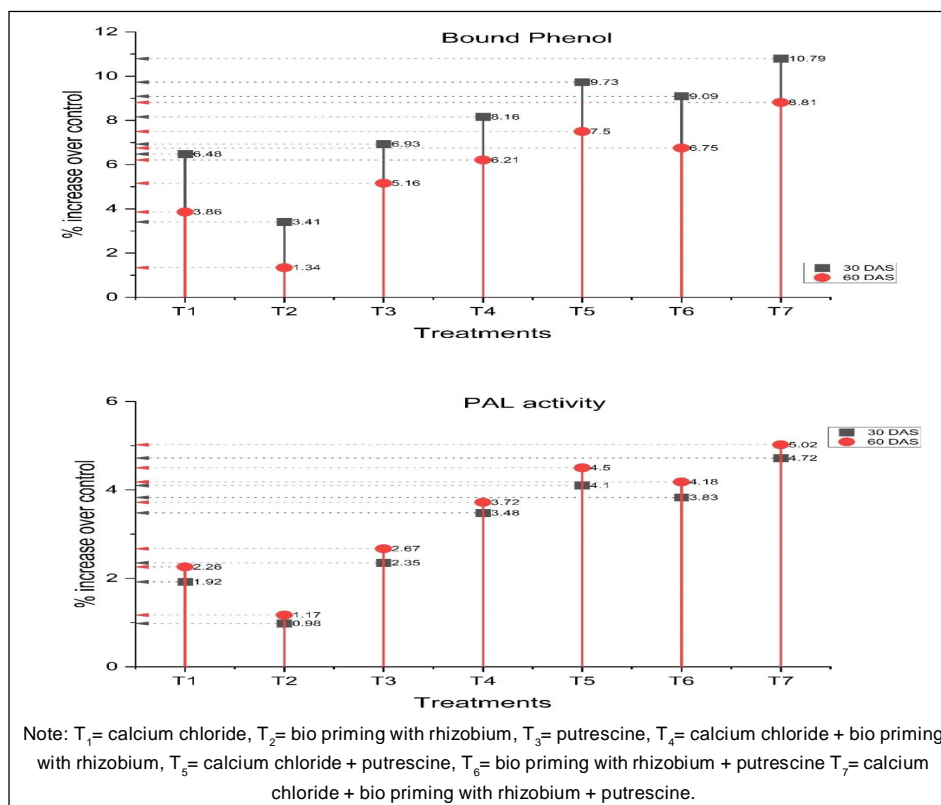 Bound Phenol
12
10
8
6
4
2
0
% increase over control
6.48
3.86
3.41
1.34
6.93
5.16
8.16
6.21
9.73
7.5
9.09
6.75
10.79
8.81
30 DAS
60 DAS
T1 T2 T3 T4 T5 T6 T7
Treatments
PAL activity
6
4
2
0
% increase over control
30 DAS
60 DAS
2.26
1.92
1.17
0.98
2.67
2.35
3.72
3.48
4.5
4.1
4.18
3.83
5.02
4.72
T1 T2 T3 T4 T5 T6 T7
Treatments
Note: T1= calcium chloride, T2= bio priming with rhizobium, T3= putrescine, T4= calcium chloride + bio priming
with rhizobium, T5= calcium chloride + putrescine, T6= bio priming with rhizobium + putrescine T7= calcium
chloride + bio priming with rhizobium + putrescine.